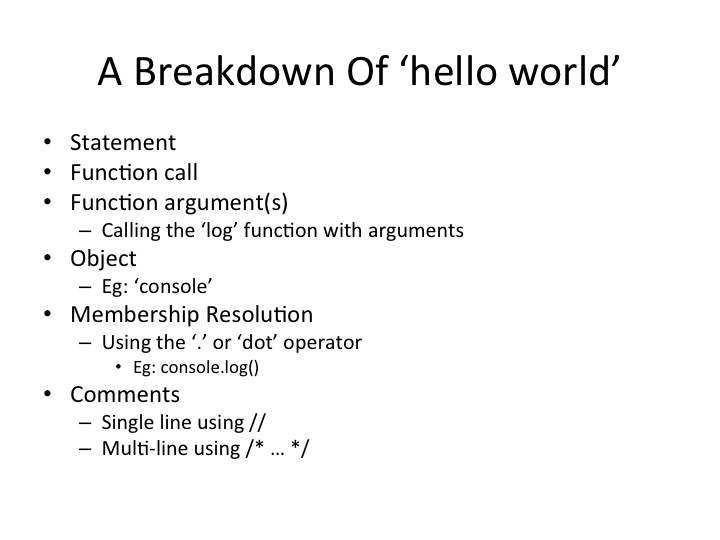 A Breakdown Of ‘hello world’
• Statement
• Function call
• Function argument(s)
– Calling the ‘log’ function with arguments
• Object
– Eg: ‘console’
• Membership Resolution
– Using the ‘.’ or ‘dot’ operator
• Eg: console.log()
• Comments
– Single line using //
– Multi-line using /* … */